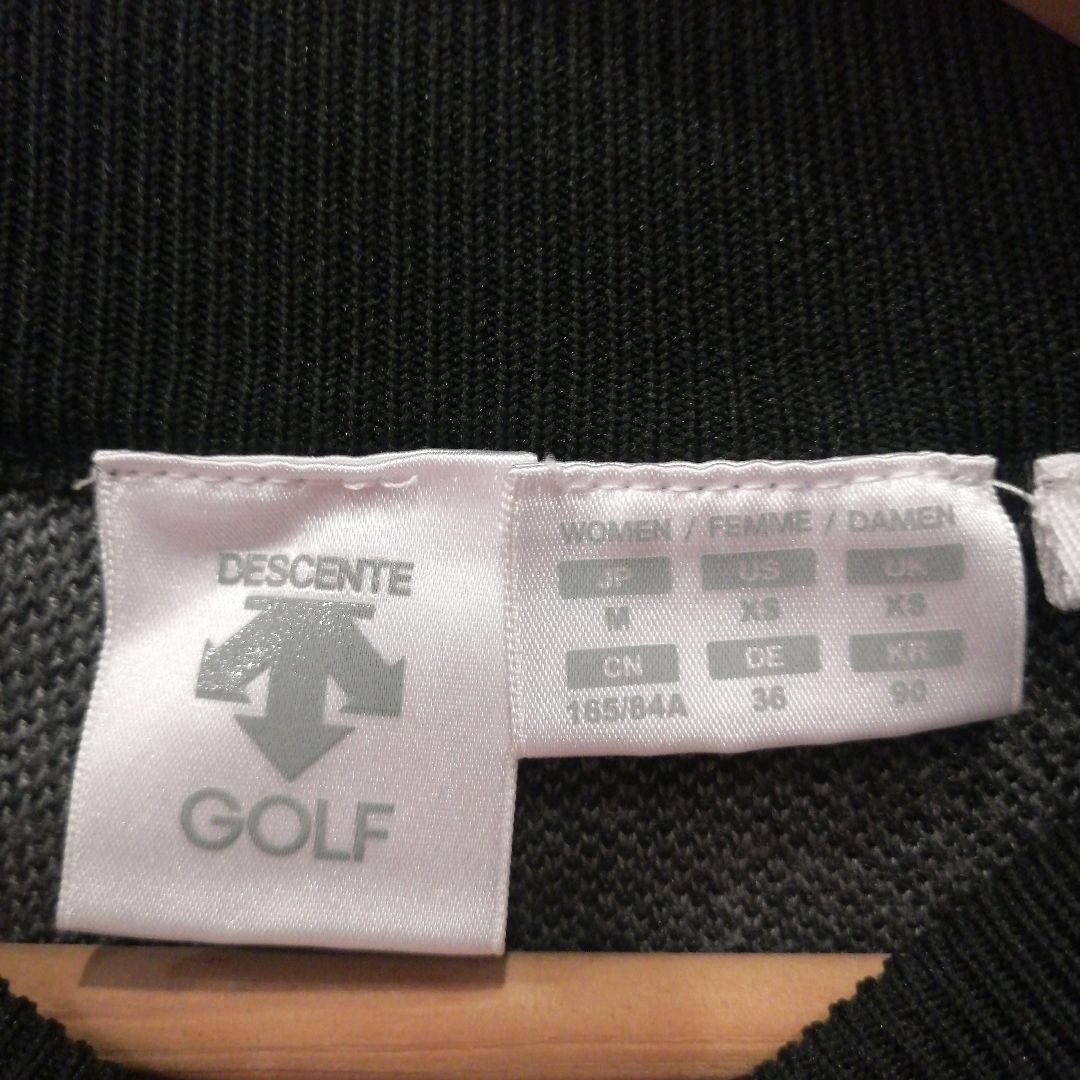 DESCENTE
GOLF
WOMEN / FEMME / DAMEN
JP US UK
M XS XS
CN DE KR
165/84A 36 90